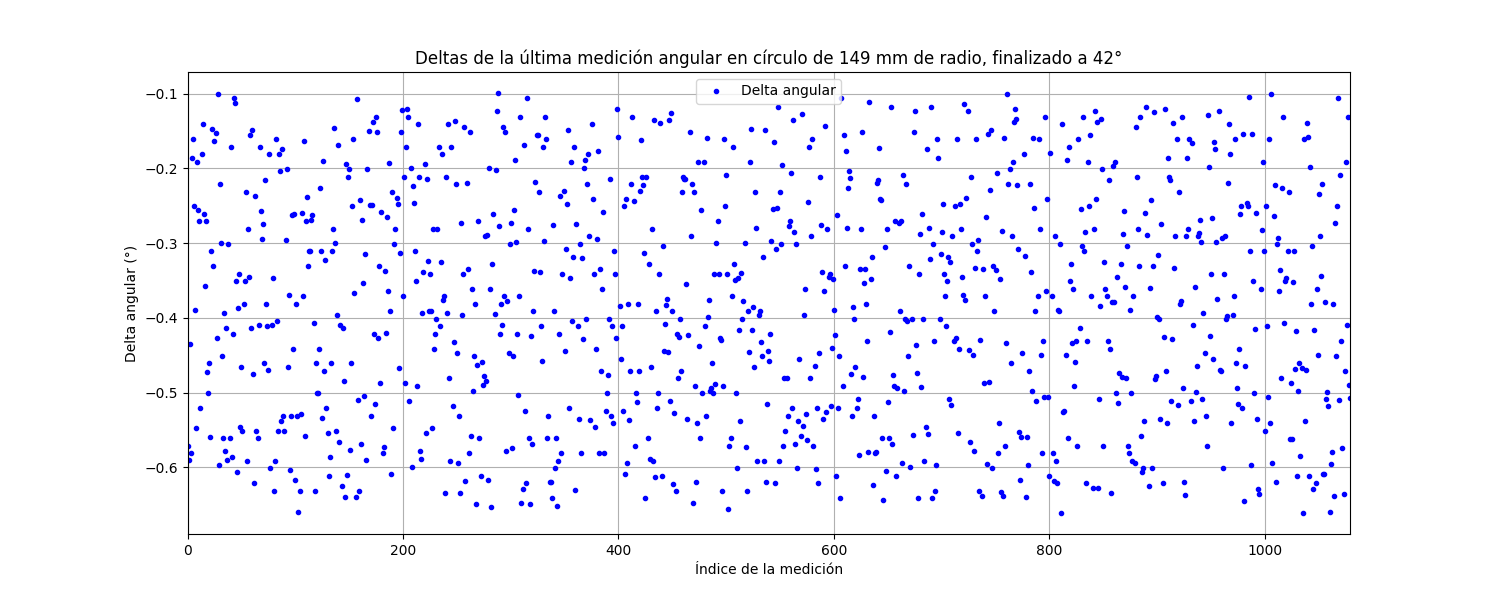 Deltas de la última medición angular en círculo de 149 mm de radio, finalizado a 42°
Delta angular
−0.1
−0.2
−0.3
−0.4
−0.5
−0.6
Delta angular (°)
0 200 400 600 800 1000
Índice de la medición